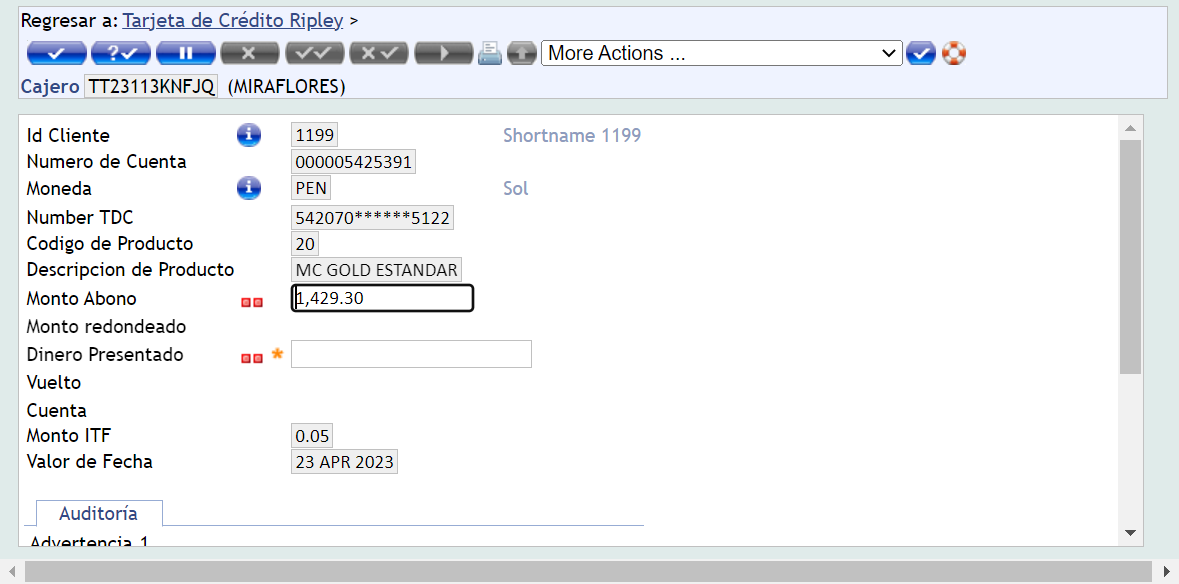 Regresar a: Tarjeta de Crédito Ripley >
More Actions ...
Cajero TT23113KNFJQ (MIRAFLORES)
Id Cliente 1199 Shortname 1199
Numero de Cuenta 000005425391
Moneda PEN Sol
Number TDC 542070******5122
Codigo de Producto 20
Descripcion de Producto MC GOLD ESTANDAR
Monto Abono 1,429.30
Monto redondeado
Dinero Presentado
Vuelto
Cuenta
Monto ITF 0.05
Valor de Fecha 23 APR 2023
Auditoría
Advertencia 1